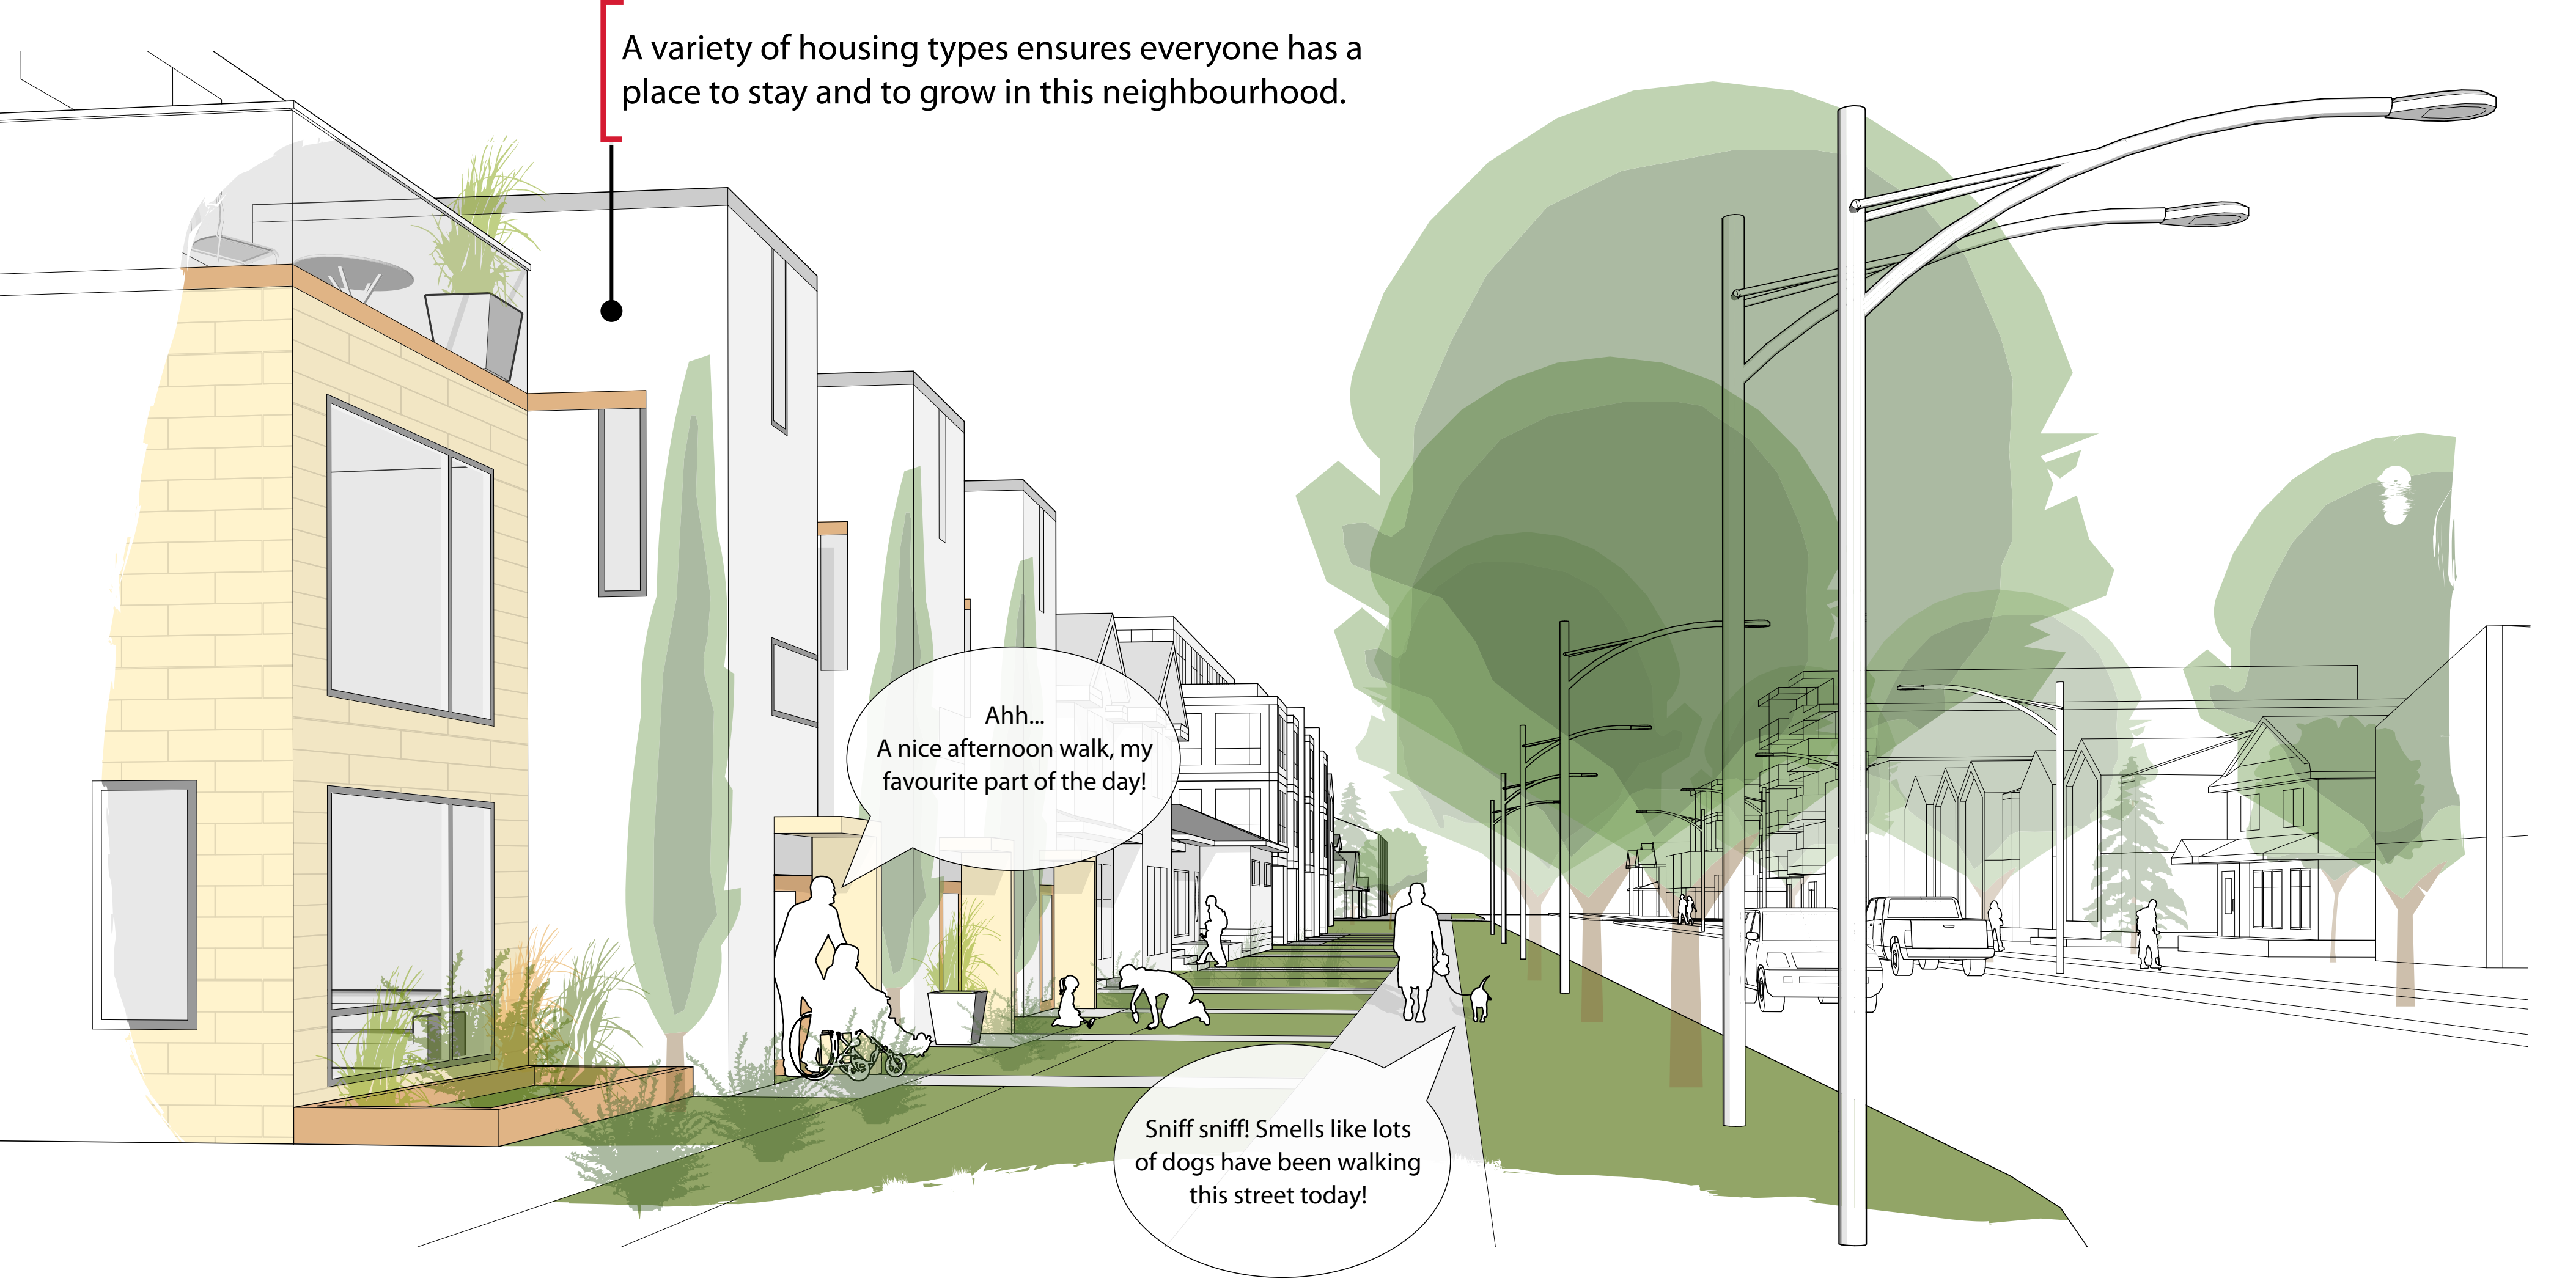 A variety of housing types ensures everyone has a
place to stay and to grow in this neighbourhood.
Ahh...
A nice afternoon walk, my
favourite part of the day!
Sniff sniff! Smells like lots
of dogs have been walking
this street today!